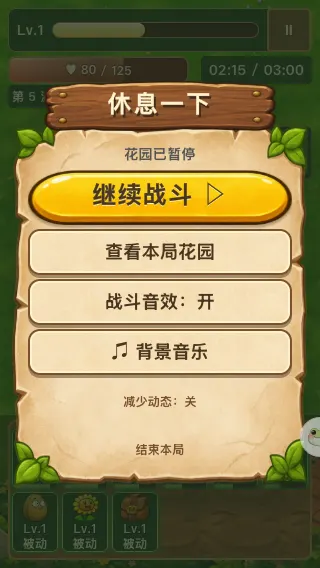 Lv.1
80 / 125
02:15 / 03:00
第 5
休息一下
花园已暂停
继续战斗
查看本局花园
战斗音效：开
背景音乐
减少动态：关
结束本局
Lv.1 Lv.1 Lv.1
被动 被动 被动